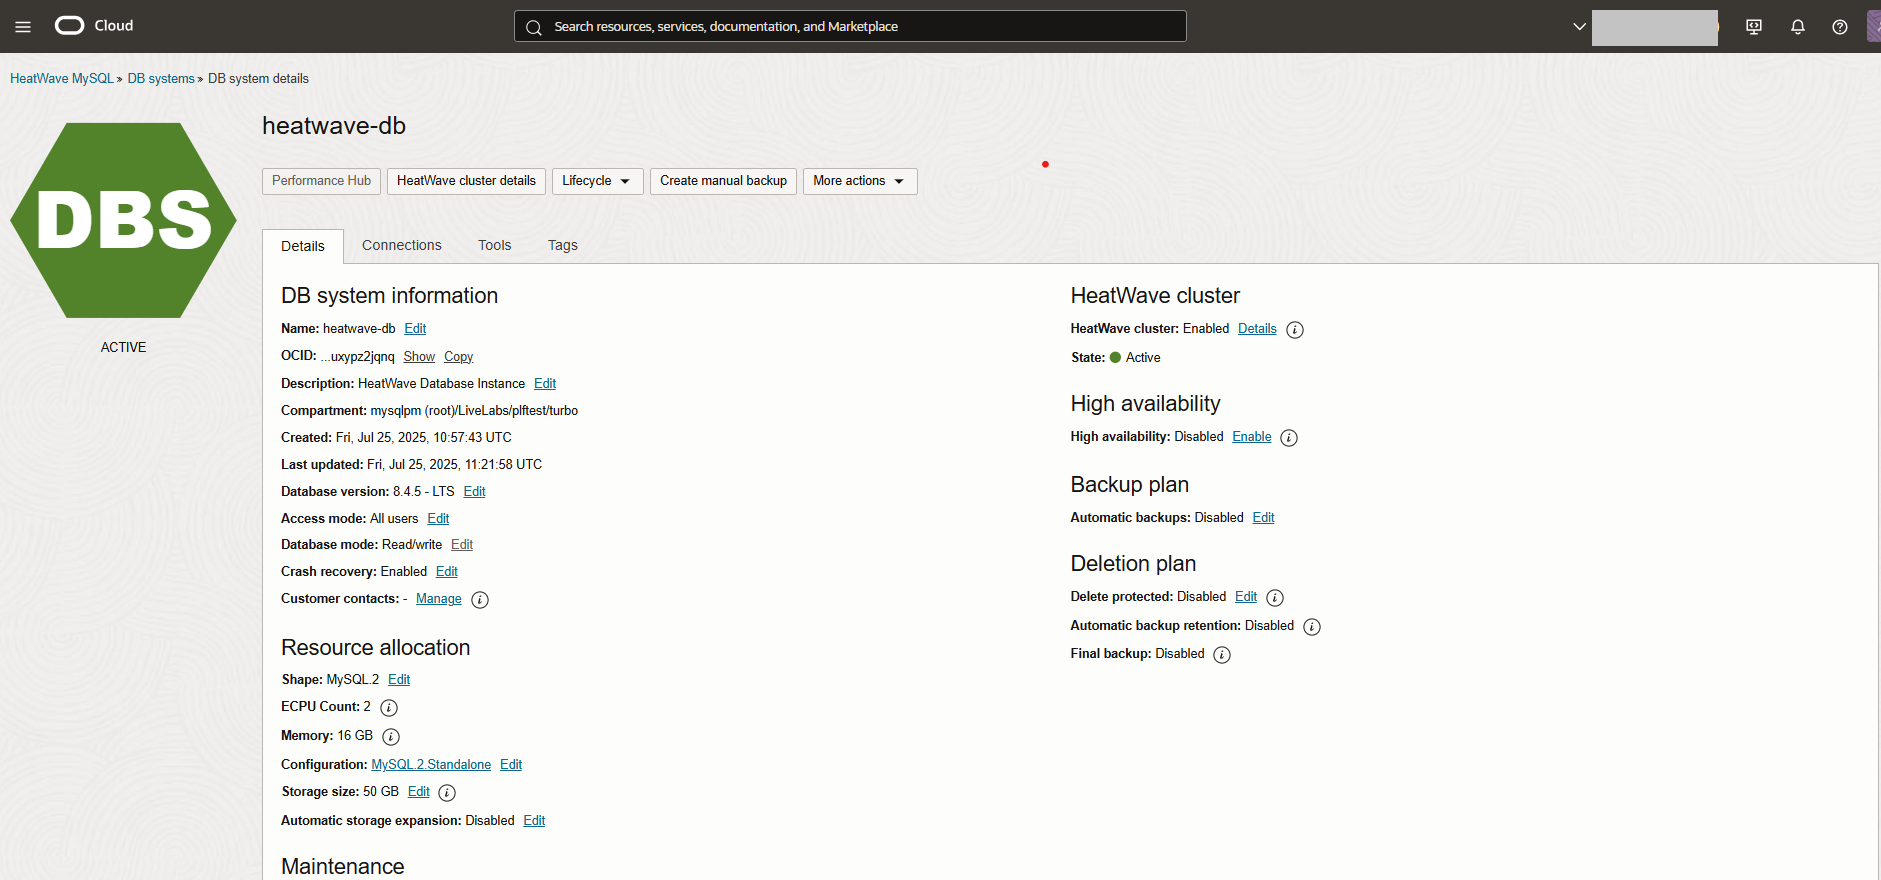 Cloud
Search resources, services, documentation, and Marketplace
HeatWave MySQL » DB systems » DB system details
DBS
ACTIVE
heatwave-db
Performance Hub
HeatWave cluster details
Lifecycle
Create manual backup
More actions
Details
Connections
Tools
Tags
DB system information
Name: heatwave-db Edit
OCID: ...uxypz2jqnq Show Copy
Description: HeatWave Database Instance Edit
Compartment: mysqlpm (root)/LiveLabs/plftest/turbo
Created: Fri, Jul 25, 2025, 10:57:43 UTC
Last updated: Fri, Jul 25, 2025, 11:21:58 UTC
Database version: 8.4.5 - LTS Edit
Access mode: All users Edit
Database mode: Read/write Edit
Crash recovery: Enabled Edit
Customer contacts: - Manage
Resource allocation
Shape: MySQL.2 Edit
ECPU Count: 2
Memory: 16 GB
Configuration: MySQL.2.Standalone Edit
Storage size: 50 GB Edit
Automatic storage expansion: Disabled Edit
Maintenance
HeatWave cluster
HeatWave cluster: Enabled Details
State: Active
High availability
High availability: Disabled Enable
Backup plan
Automatic backups: Disabled Edit
Deletion plan
Delete protected: Disabled Edit
Automatic backup retention: Disabled
Final backup: Disabled